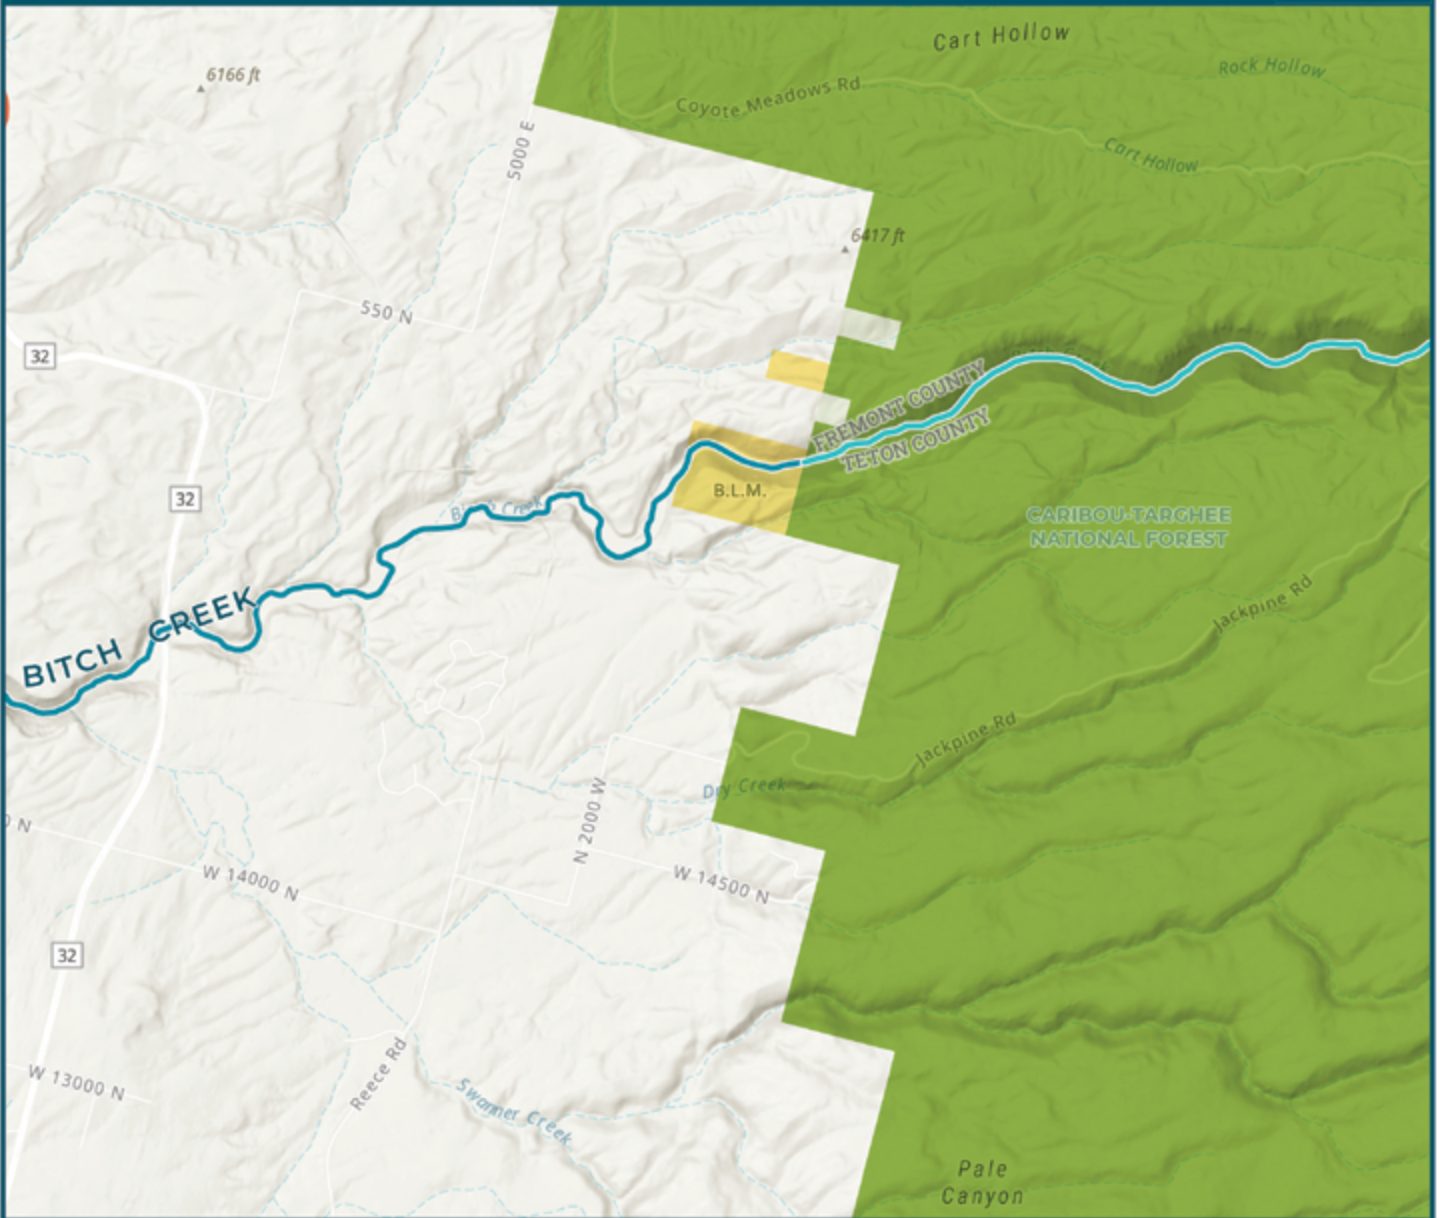 Cart Hollow
Rock Hollow
6166 ft
Coyote Meadows Rd
5000 E
Cart Hollow
6417 ft
550 N
32
FREMONT COUNTY
TETON COUNTY
32
B.L.M.
Creek
CARIBOU-TARGHEE
NATIONAL FOREST
BITCH CREEK
Jackpine Rd
Jackpine Rd
Dry Creek
N 2000 W
0 N
W 14000 N
W 14500 N
32
W 13000 N
Reece Rd
Swanner Creek
Pale
Canyon